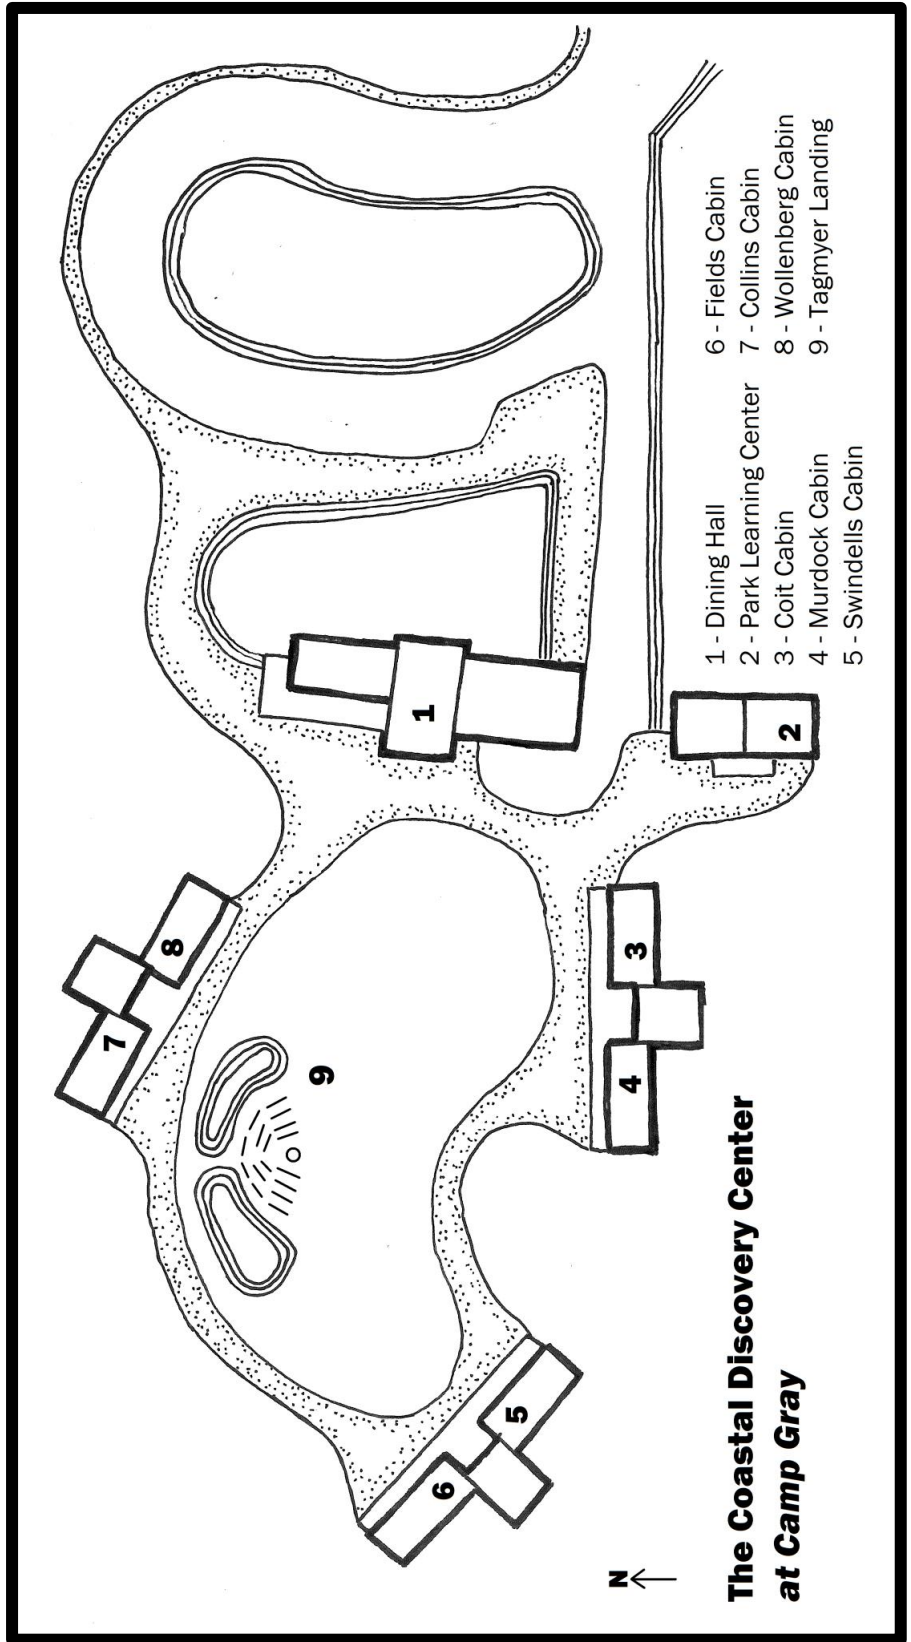 7
8
9
1
6
5
4
3
2
N
The Coastal Discovery Center
at Camp Gray
1 - Dining Hall
2 - Park Learning Center
3 - Coit Cabin
4 - Murdock Cabin
5 - Swindells Cabin
6 - Fields Cabin
7 - Collins Cabin
8 - Wollenberg Cabin
9 - Tagmyer Landing